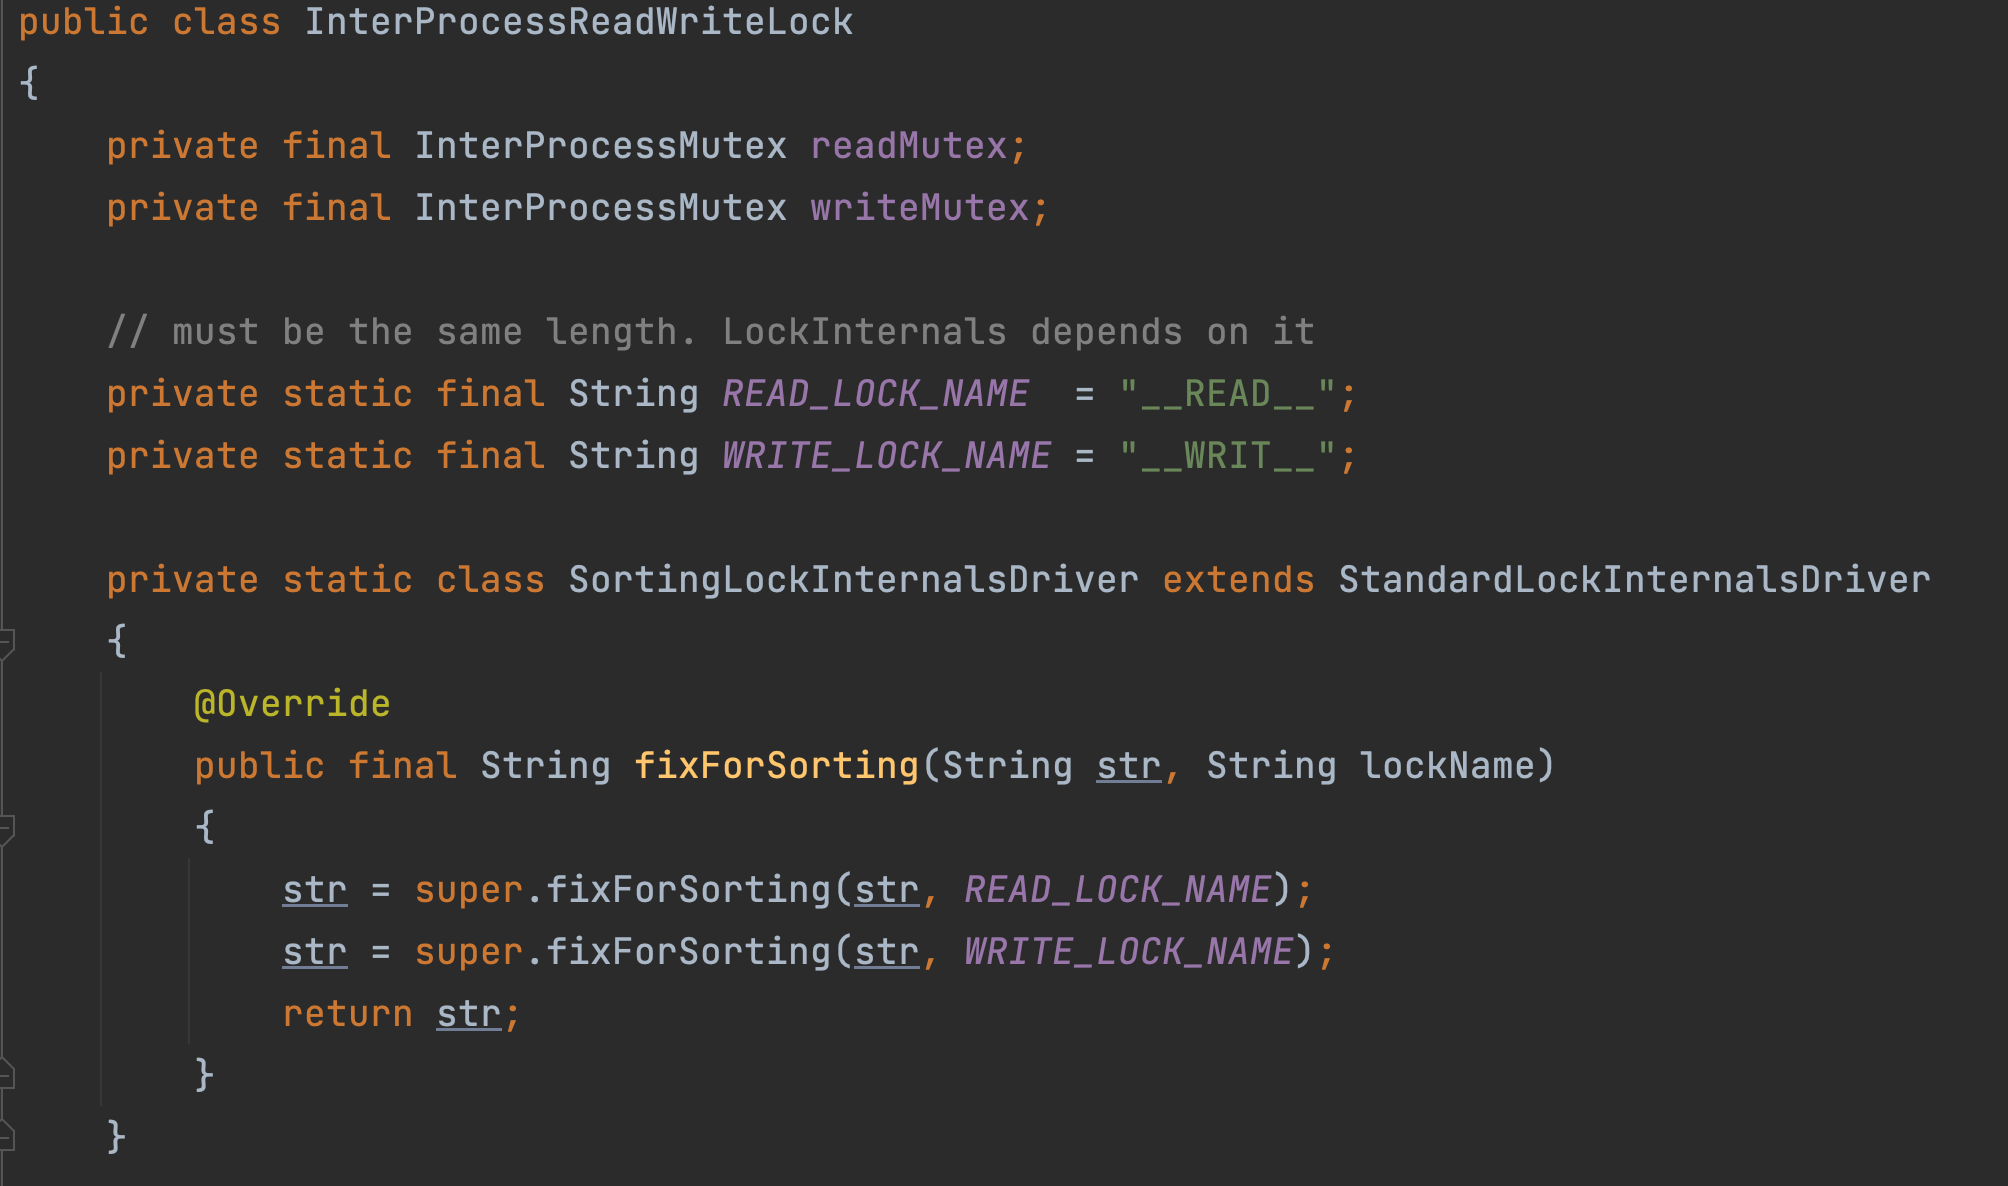 public class InterProcessReadWriteLock
{
    private final InterProcessMutex readMutex;
    private final InterProcessMutex writeMutex;

    // must be the same length. LockInternals depends on it
    private static final String READ_LOCK_NAME  = "__READ__";
    private static final String WRITE_LOCK_NAME = "__WRIT__";

    private static class SortingLockInternalsDriver extends StandardLockInternalsDriver
    {
        @Override
        public final String fixForSorting(String str, String lockName)
        {
            str = super.fixForSorting(str, READ_LOCK_NAME);
            str = super.fixForSorting(str, WRITE_LOCK_NAME);
            return str;
        }
    }